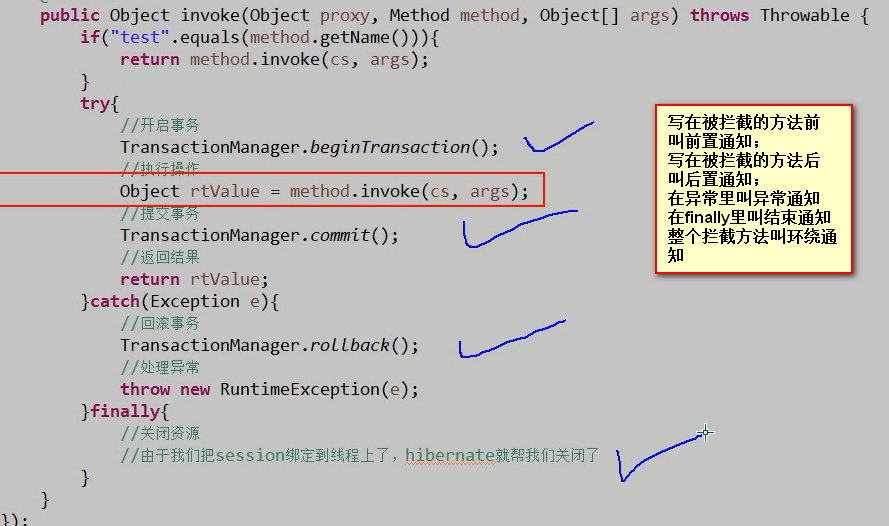 public Object invoke(Object proxy, Method method, Object[] args) throws Throwable {
if("test".equals(method.getName())){
return method.invoke(cs, args);
}
try{
//开启事务
TransactionManager.beginTransaction();
//执行操作
Object rtValue = method.invoke(cs, args);
//提交事务
TransactionManager.commit();
//返回结果
return rtValue;
}catch(Exception e){
//回滚事务
TransactionManager.rollback();
//处理异常
throw new RuntimeException(e);
}finally{
//关闭资源
//由于我们把session绑定到线程上了，hibernate就帮我们关闭了
}
}
});
写在被拦截的方法前
叫前置通知；
写在被拦截的方法后
叫后置通知；
在异常里叫异常通知
在finally里叫结束通知
整个拦截方法叫环绕通
知